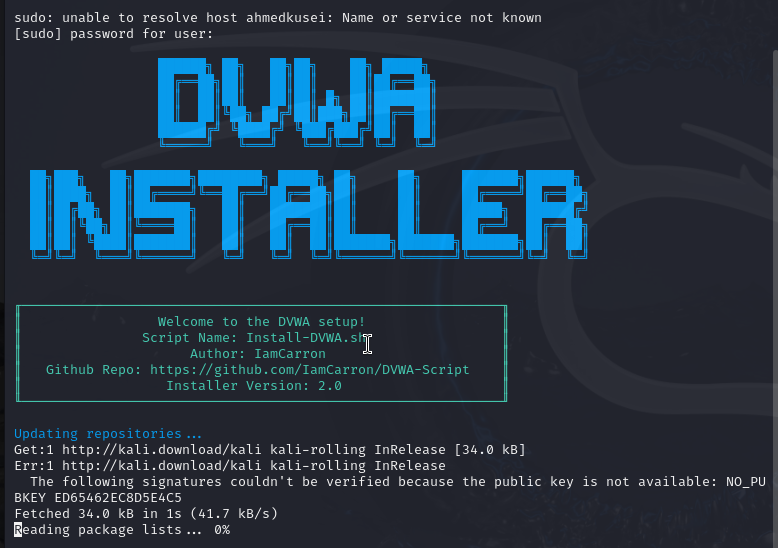 sudo: unable to resolve host ahmedkusei: Name or service not known
[sudo] password for user:
DVWA
INSTALLER
Welcome to the DVWA setup!
Script Name: Install-DVWA.sh
Author: IamCarron
Github Repo: https://github.com/IamCarron/DVWA-Script
Installer Version: 2.0
Updating repositories...
Get:1 http://kali.download/kali kali-rolling InRelease [34.0 kB]
Err:1 http://kali.download/kali kali-rolling InRelease
The following signatures couldn't be verified because the public key is not available: NO_PU
BKEY ED65462EC8D5E4C5
Fetched 34.0 kB in 1s (41.7 kB/s)
Reading package lists... 0%